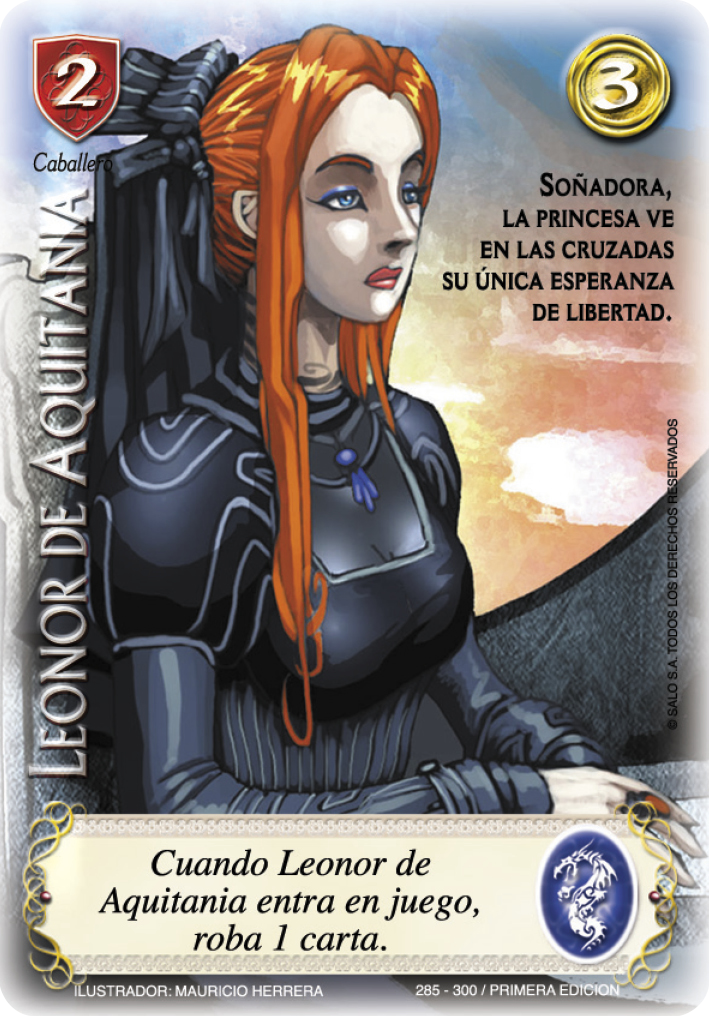 2
3
Caballero
LEONOR DE AQUITANIA
SOÑADORA,
LA PRINCESA VE
EN LAS CRUZADAS
SU ÚNICA ESPERANZA
DE LIBERTAD.
© SALO S.A. TODOS LOS DERECHOS RESERVADOS
Cuando Leonor de
Aquitania entra en juego,
roba 1 carta.
ILUSTRADOR: MAURICIO HERRERA
285 - 300 / PRIMERA EDICION